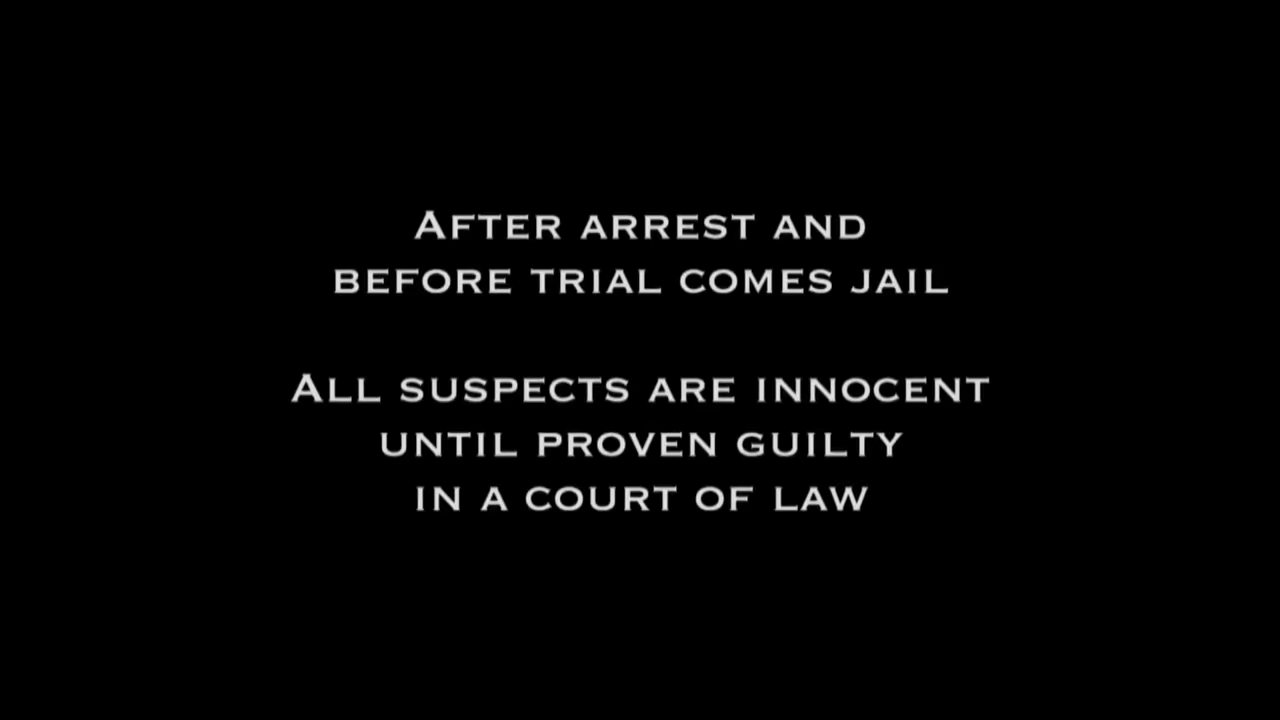 AFTER ARREST AND
BEFORE TRIAL COMES JAIL
ALL SUSPECTS ARE INNOCENT
UNTIL PROVEN GUILTY
IN A COURT OF LAW